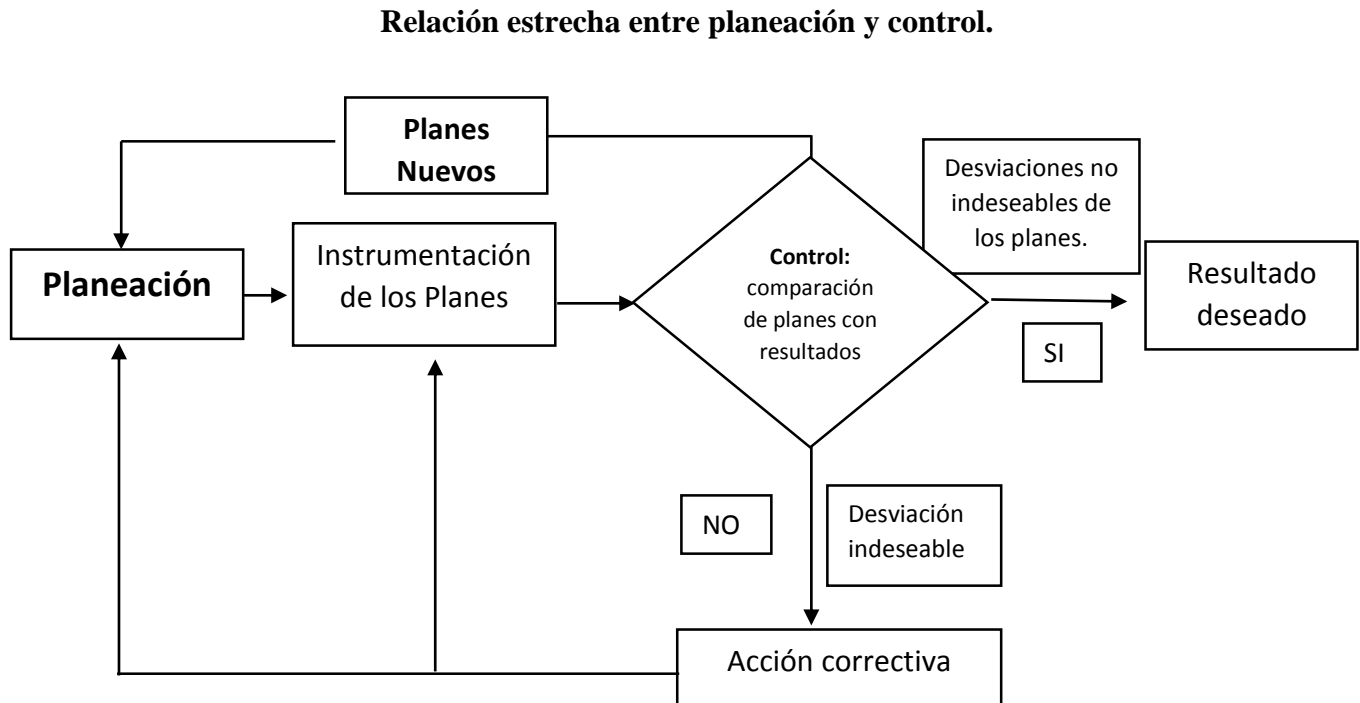 Relación estrecha entre planeación y control.
Planes
Nuevos
Desviaciones no
indeseables de
los planes.
Planeación
Instrumentación
de los Planes
Control:
comparación
de planes con
resultados
Resultado
deseado
SI
NO
Desviación
indeseable
Acción correctiva